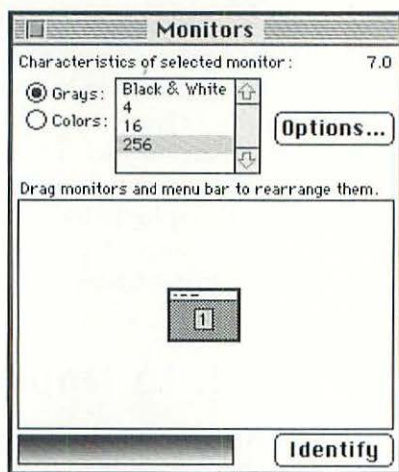 Monitors
Characteristics of selected monitor: 7.0
Grays:
Colors:
Black & White
4
16
256
Options...
Drag monitors and menu bar to rearrange them.
1
Identify